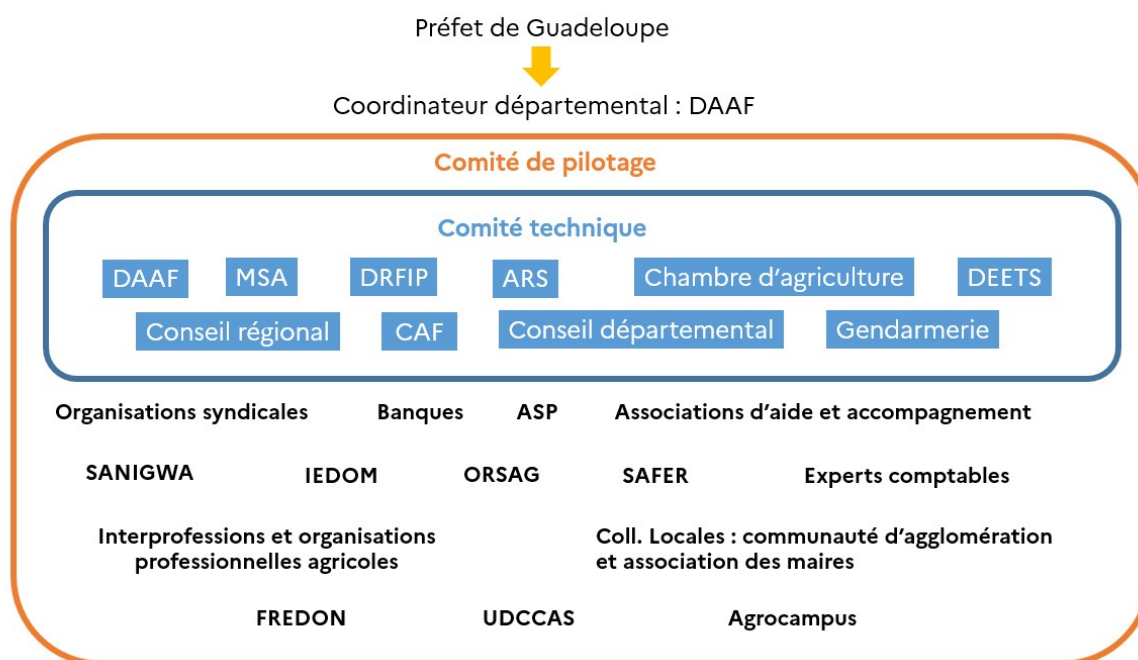 Préfet de Guadeloupe
Coordinateur départemental : DAAF
Comité de pilotage
Comité technique
DAAF MSA DRFIP ARS Chambre d’agriculture DEETS
Conseil régional CAF Conseil départemental Gendarmerie
Organisations syndicales Banques ASP Associations d’aide et accompagnement
SANIGWA IEDOM ORSAG SAFER Experts comptables
Interprofessions et organisations
professionnelles agricoles
Coll. Locales : communauté d’agglomération
et association des maires
FREDON UDCCAS Agrocampus